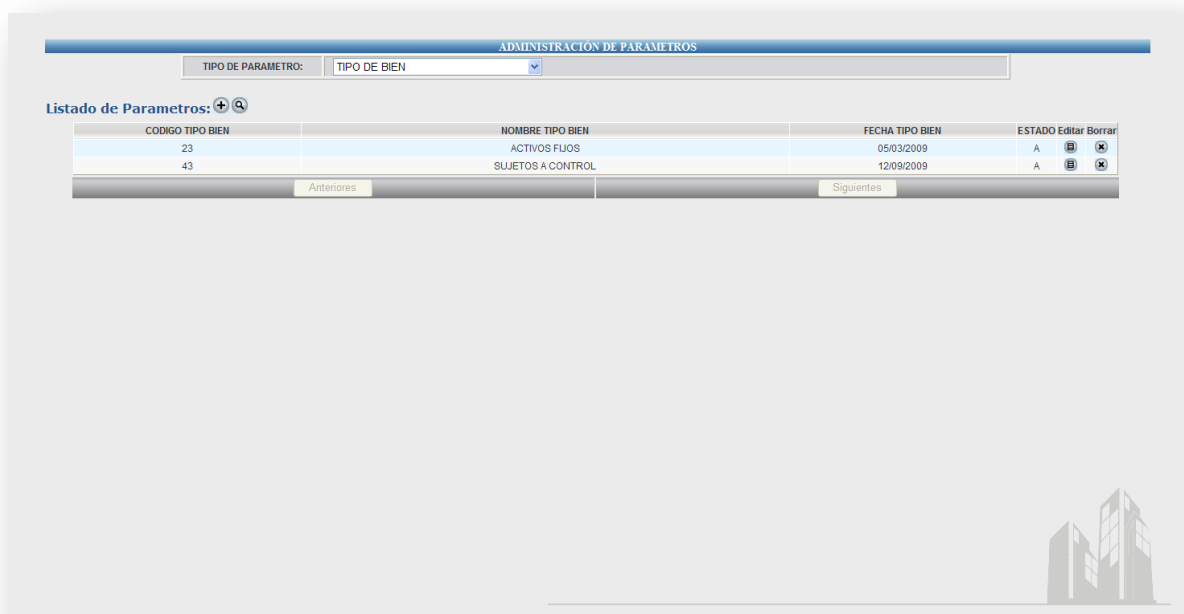 ADMINISTRACIÓN DE PARAMETROS
TIPO DE PARAMETRO: TIPO DE BIEN
Listado de Parametros:
CODIGO TIPO BIEN NOMBRE TIPO BIEN FECHA TIPO BIEN ESTADO Editar Borrar
23 ACTIVOS FIJOS 05/03/2009 A
43 SUJETOS A CONTROL 12/09/2009 A
Anteriores Siguientes